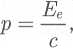 p = \frac{E_e}{c},